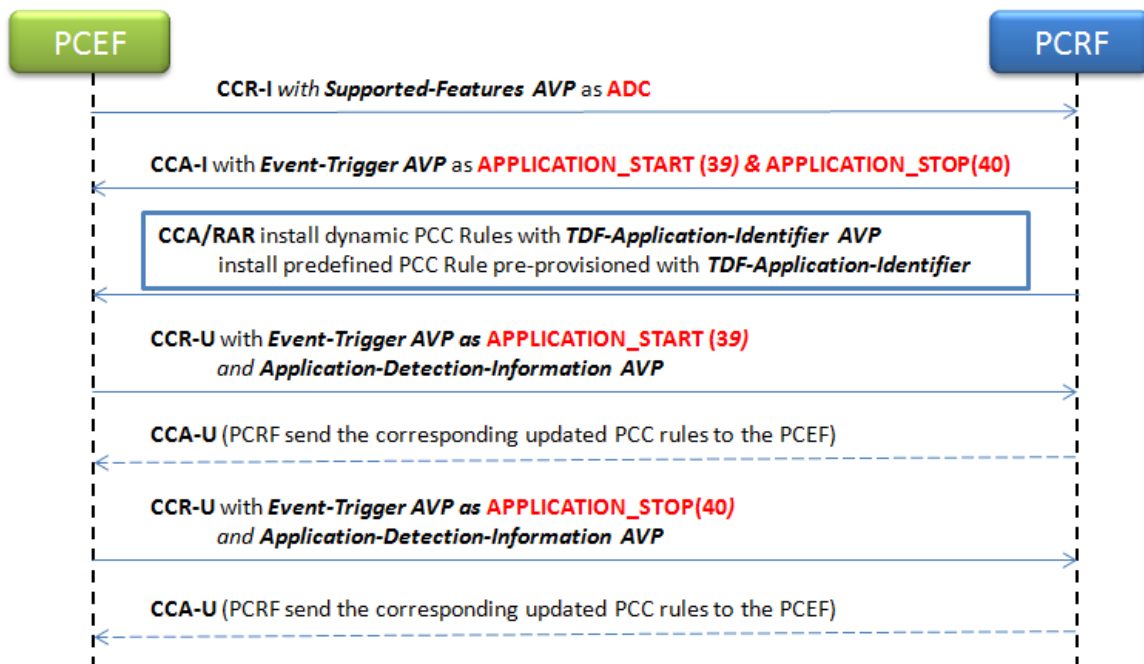 PCEF
PCRF
CCR-I with Supported-Features AVP as ADC
CCA-I with Event-Trigger AVP as APPLICATION_START (39) & APPLICATION_STOP(40)
CCA/RAR install dynamic PCC Rules with TDF-Application-Identifier AVP
install predefined PCC Rule pre-provisioned with TDF-Application-Identifier
CCR-U with Event-Trigger AVP as APPLICATION_START (39)
and Application-Detection-Information AVP
CCA-U (PCRF send the corresponding updated PCC rules to the PCEF)
CCR-U with Event-Trigger AVP as APPLICATION_STOP(40)
and Application-Detection-Information AVP
CCA-U (PCRF send the corresponding updated PCC rules to the PCEF)